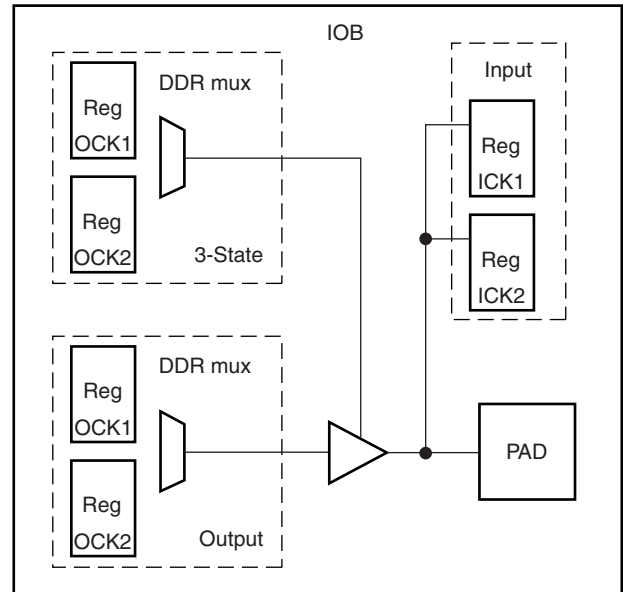 IOB
DDR mux
Reg
OCK1
Reg
OCK2
3-State
Input
Reg
ICK1
Reg
ICK2
DDR mux
Reg
OCK1
Reg
OCK2
Output
PAD